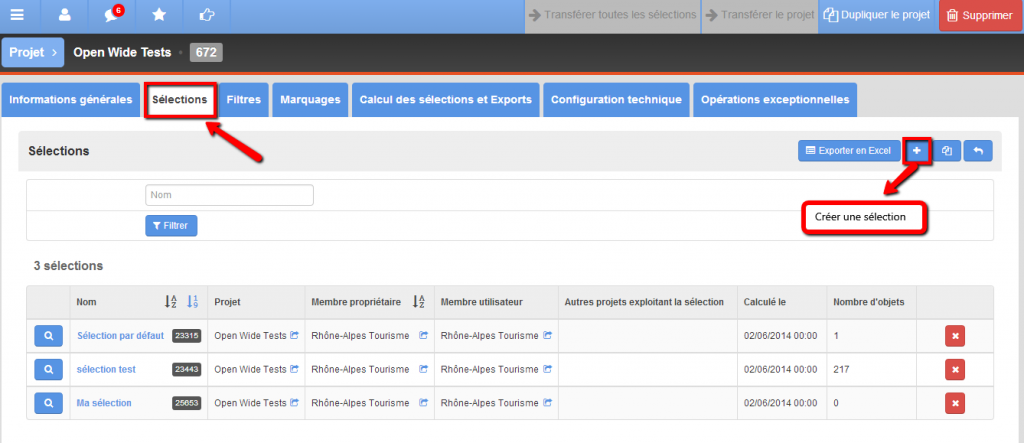 6
Transférer toutes les sélections
Transférer le projet
Dupliquer le projet
Supprimer
Projet
Open Wide Tests
672
Informations générales
Sélections
Filtres
Marquages
Calcul des sélections et Exports
Configuration technique
Opérations exceptionnelles
Sélections
Exporter en Excel
Nom
Créer une sélection
Filtrer
3 sélections
Nom
Projet
Membre propriétaire
Membre utilisateur
Autres projets exploitant la sélection
Calculé le
Nombre d'objets
Sélection par défaut 23315 Open Wide Tests Rhône-Alpes Tourisme Rhône-Alpes Tourisme 02/06/2014 00:00 1
sélection test 23443 Open Wide Tests Rhône-Alpes Tourisme Rhône-Alpes Tourisme 02/06/2014 00:00 217
Ma sélection 25653 Open Wide Tests Rhône-Alpes Tourisme Rhône-Alpes Tourisme 02/06/2014 00:00 0